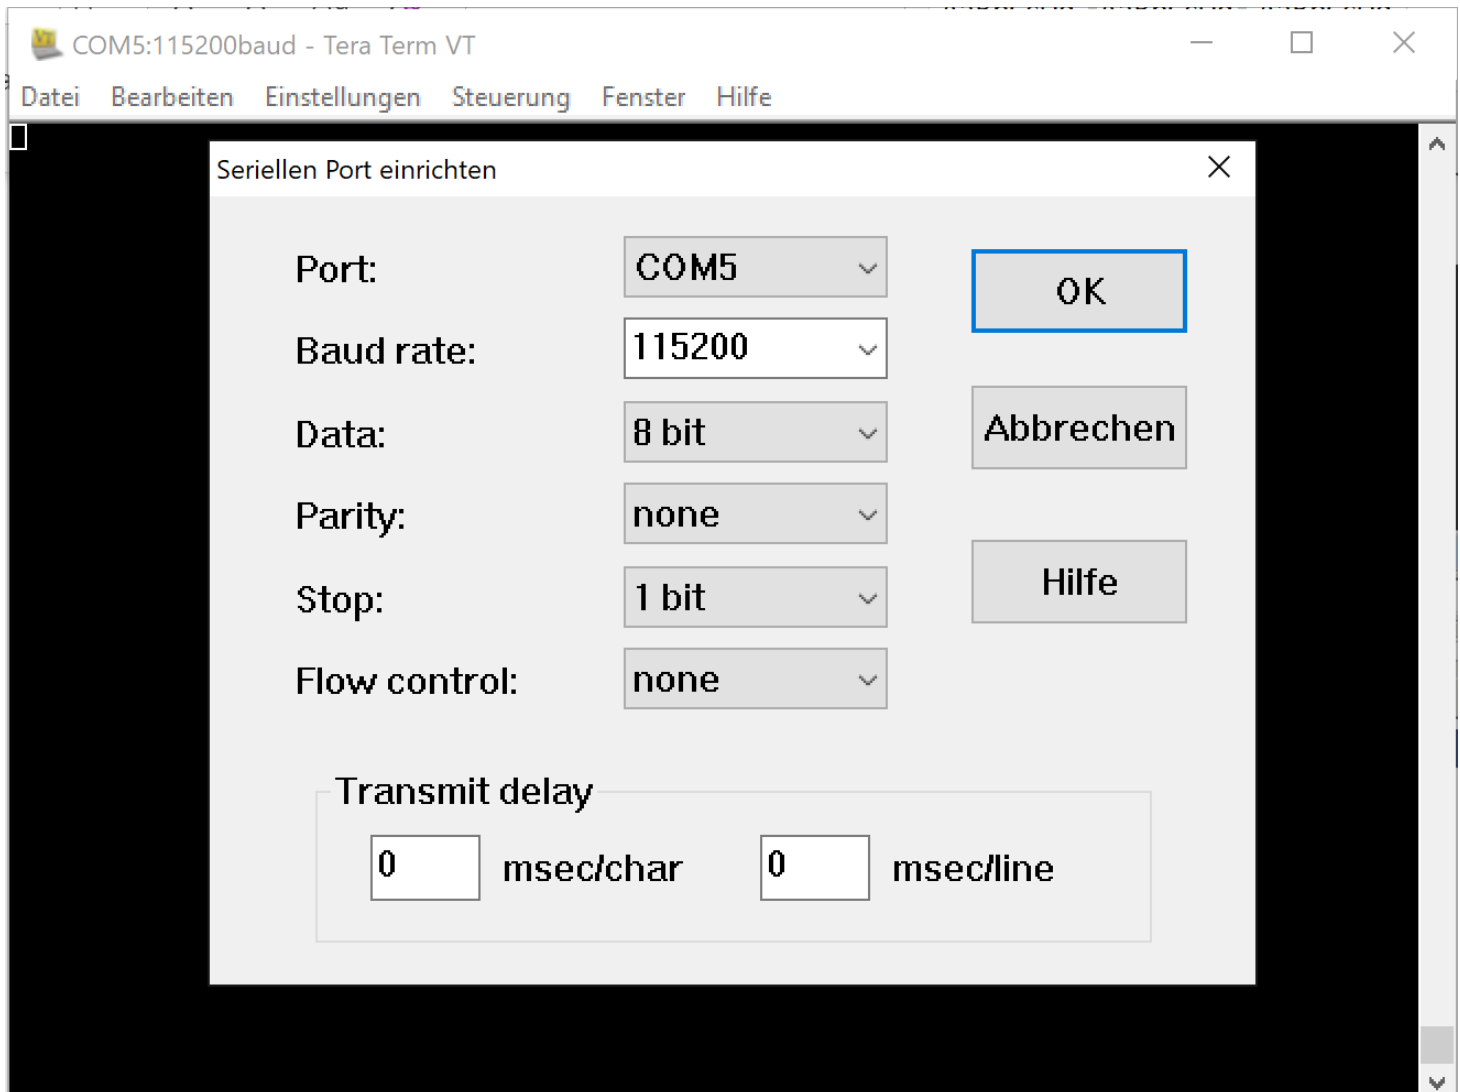 COM5:115200baud - Tera Term VT
Datei Bearbeiten Einstellungen Steuerung Fenster Hilfe
Seriellen Port einrichten
Port: COM5
OK
Baud rate: 115200
Data: 8 bit
Abbrechen
Parity: none
Stop: 1 bit
Hilfe
Flow control: none
Transmit delay
0 msec/char 0 msec/line